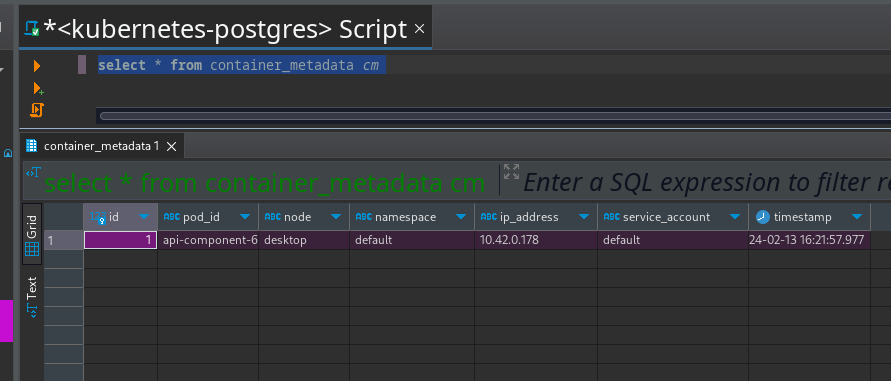 *<kubernetes-postgres> Script
select * from container_metadata cm
container_metadata 1
select * from container_metadata cm Enter a SQL expression to filter re
id pod_id node namespace ip_address service_account timestamp
1 1 api-component-6 desktop default 10.42.0.178 default 24-02-13 16:21:57.977
Grid
Text